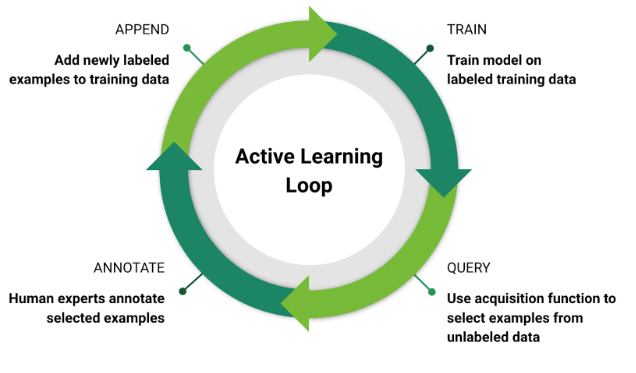 APPEND
Add newly labeled
examples to training data
TRAIN
Train model on
labeled training data
Active Learning
Loop
ANNOTATE
Human experts annotate
selected examples
QUERY
Use acquisition function to
select examples from
unlabeled data